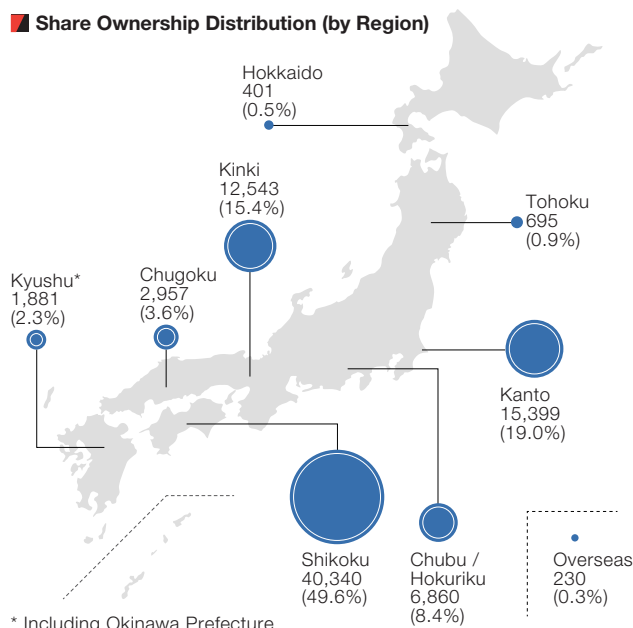 Share Ownership Distribution (by Region)
Hokkaido
401
(0.5%)
Kinki
12,543
(15.4%)
Tohoku
695
(0.9%)
Kyushu*
1,881
(2.3%)
Chugoku
2,957
(3.6%)
Kanto
15,399
(19.0%)
Shikoku
40,340
(49.6%)
Chubu /
Hokuriku
6,860
(8.4%)
Overseas
230
(0.3%)
* Including Okinawa Prefecture